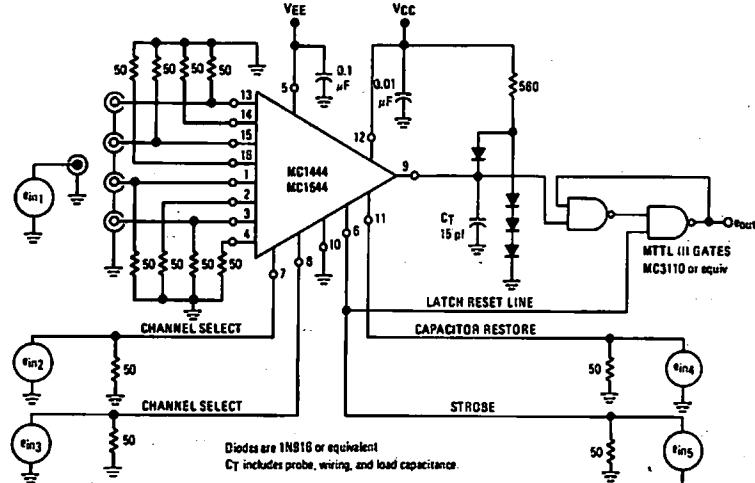 VEE
VCC
50
50
50
50
0.1
μF
0.01
μF
560
5
12
13
14
15
16
1
2
3
4
MC1444
MC1544
9
CT
15 pf
11
10
6
8
7
ein1
eout
MTTL III GATES
MC3110 or equiv
50
50
50
50
LATCH RESET LINE
CHANNEL SELECT
CAPACITOR RESTORE
ein2
50
50
ein4
CHANNEL SELECT
STROBE
ein3
50
50
ein5
Diodes are 1N916 or equivalent
CT includes probe, wiring, and load capacitance.